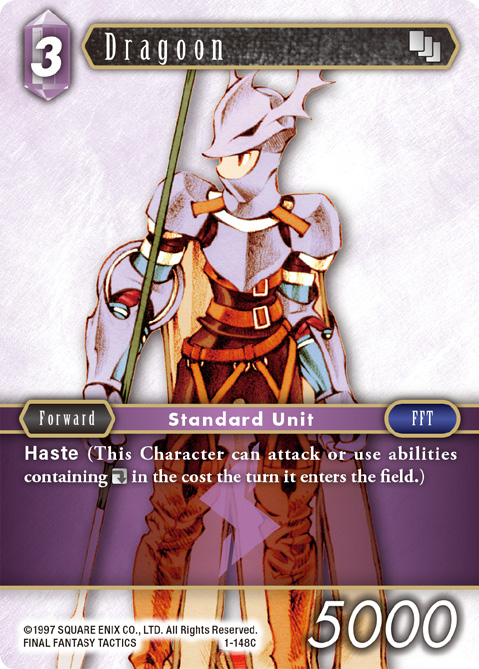 3
Dragoon
Forward
Standard Unit
FFT
Haste (This Character can attack or use abilities
containing in the cost the turn it enters the field.)
©1997 SQUARE ENIX CO., LTD. All Rights Reserved.
FINAL FANTASY TACTICS 1-148C
5000